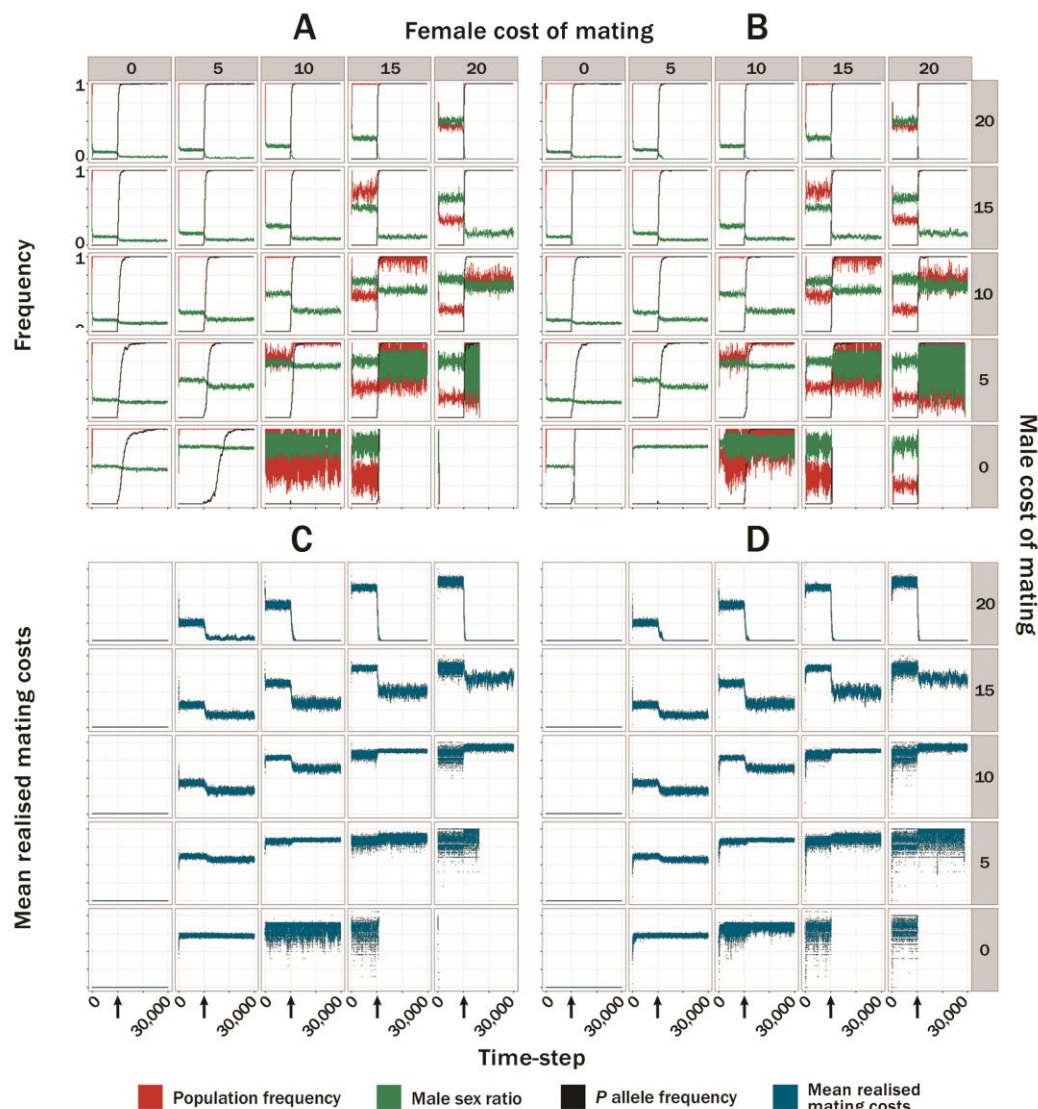 A Female cost of mating B
0 5 10 15 20 0 5 10 15 20
1
0
20
1
0
15
1
0
10
5
0
Frequency
Male cost of mating
C D
20
15
10
5
0
Mean realised mating costs
0 30,000 0 30,000 0 30,000 0 30,000 0 30,000 0 30,000 0 30,000 0 30,000 0 30,000 0 30,000
Time-step
Population frequency Male sex ratio P allele frequency Mean realised
mating costs